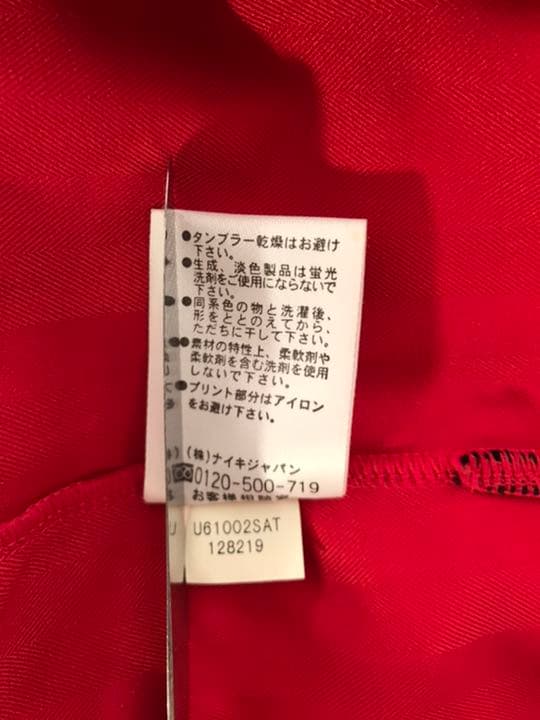 ●タンブラー乾燥はお避け
下さい。
●生成、淡色製品は蛍光
洗剤をご使用にならないで
下さい。
●同系色の物と洗濯後、
形をととのえてから、
ただちに干して下さい。
●素材の特性上、柔軟剤や
柔軟剤を含む洗剤を使用
しないで下さい。
●プリント部分はアイロン
をお避け下さい。
(株)ナイキジャパン
0120-500-719
お客様相談室
U61002SAT
128219